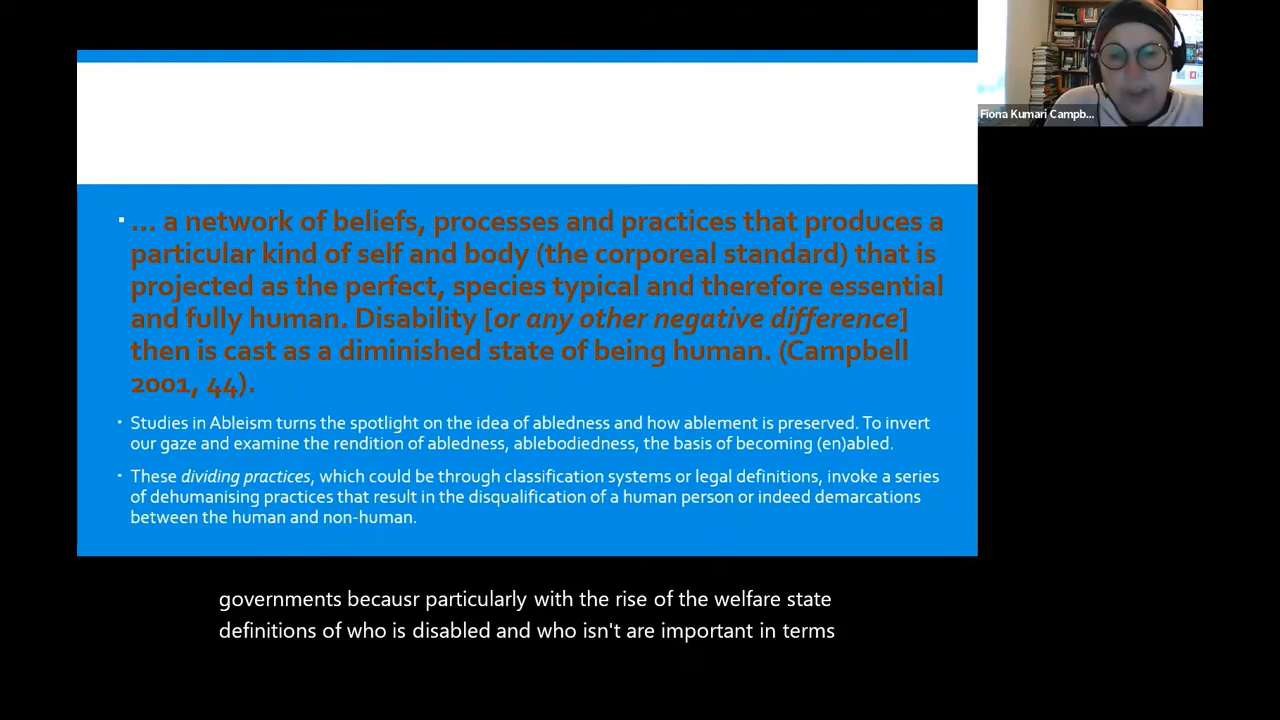 Fiona Kumari Campb...
▪ ... a network of beliefs, processes and practices that produces a
particular kind of self and body (the corporeal standard) that is
projected as the perfect, species typical and therefore essential
and fully human. Disability [or any other negative difference]
then is cast as a diminished state of being human. (Campbell
2001, 44).
▪ Studies in Ableism turns the spotlight on the idea of abledness and how ablement is preserved. To invert
our gaze and examine the rendition of abledness, ablebodiedness, the basis of becoming (en)abled.
▪ These dividing practices, which could be through classification systems or legal definitions, invoke a series
of dehumanising practices that result in the disqualification of a human person or indeed demarcations
between the human and non-human.
governments becausr particularly with the rise of the welfare state
definitions of who is disabled and who isn't are important in terms